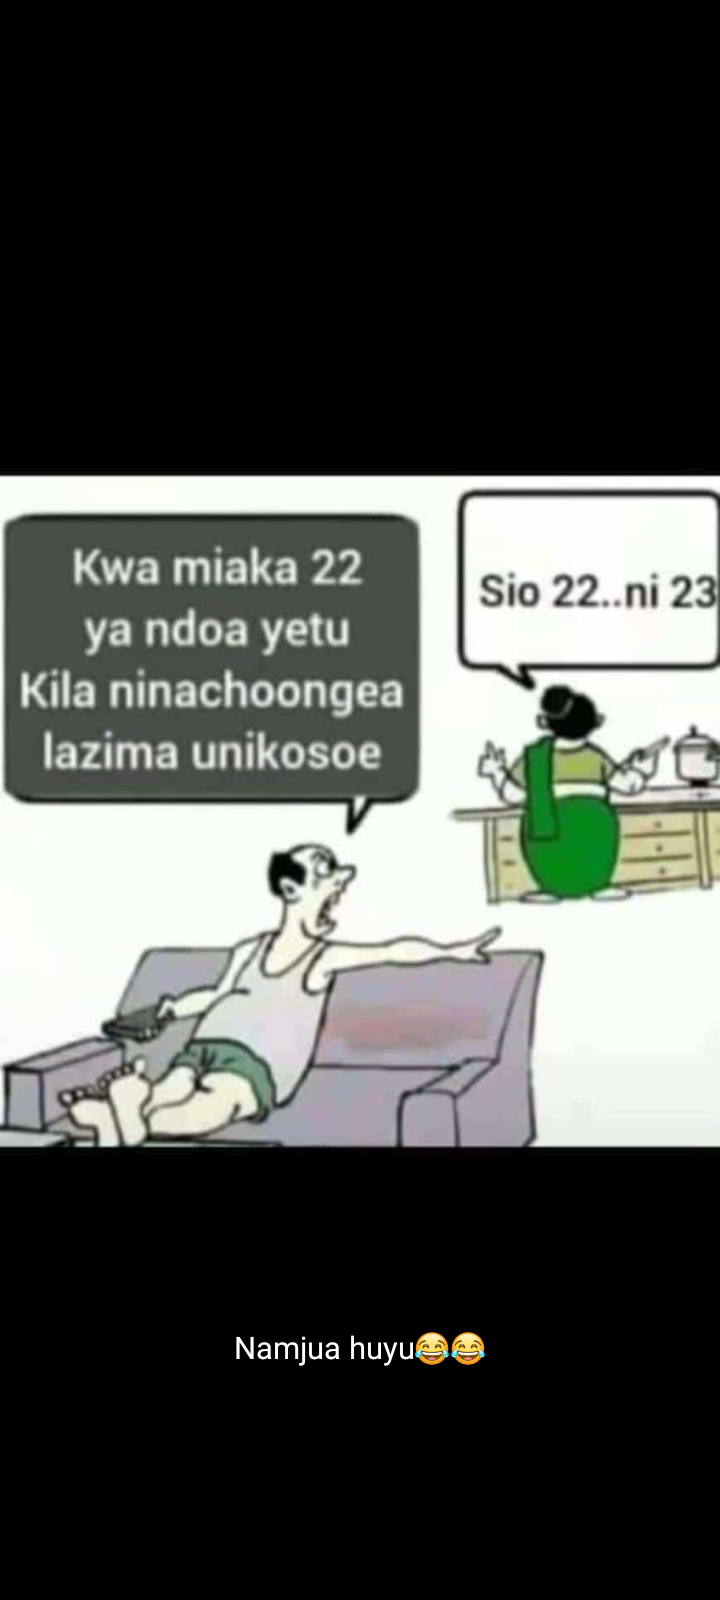 Kwa miaka 22
ya ndoa yetu
Kila ninachoongea
lazima unikosoe
Sio 22..ni 23
Namjua huyu😂😂